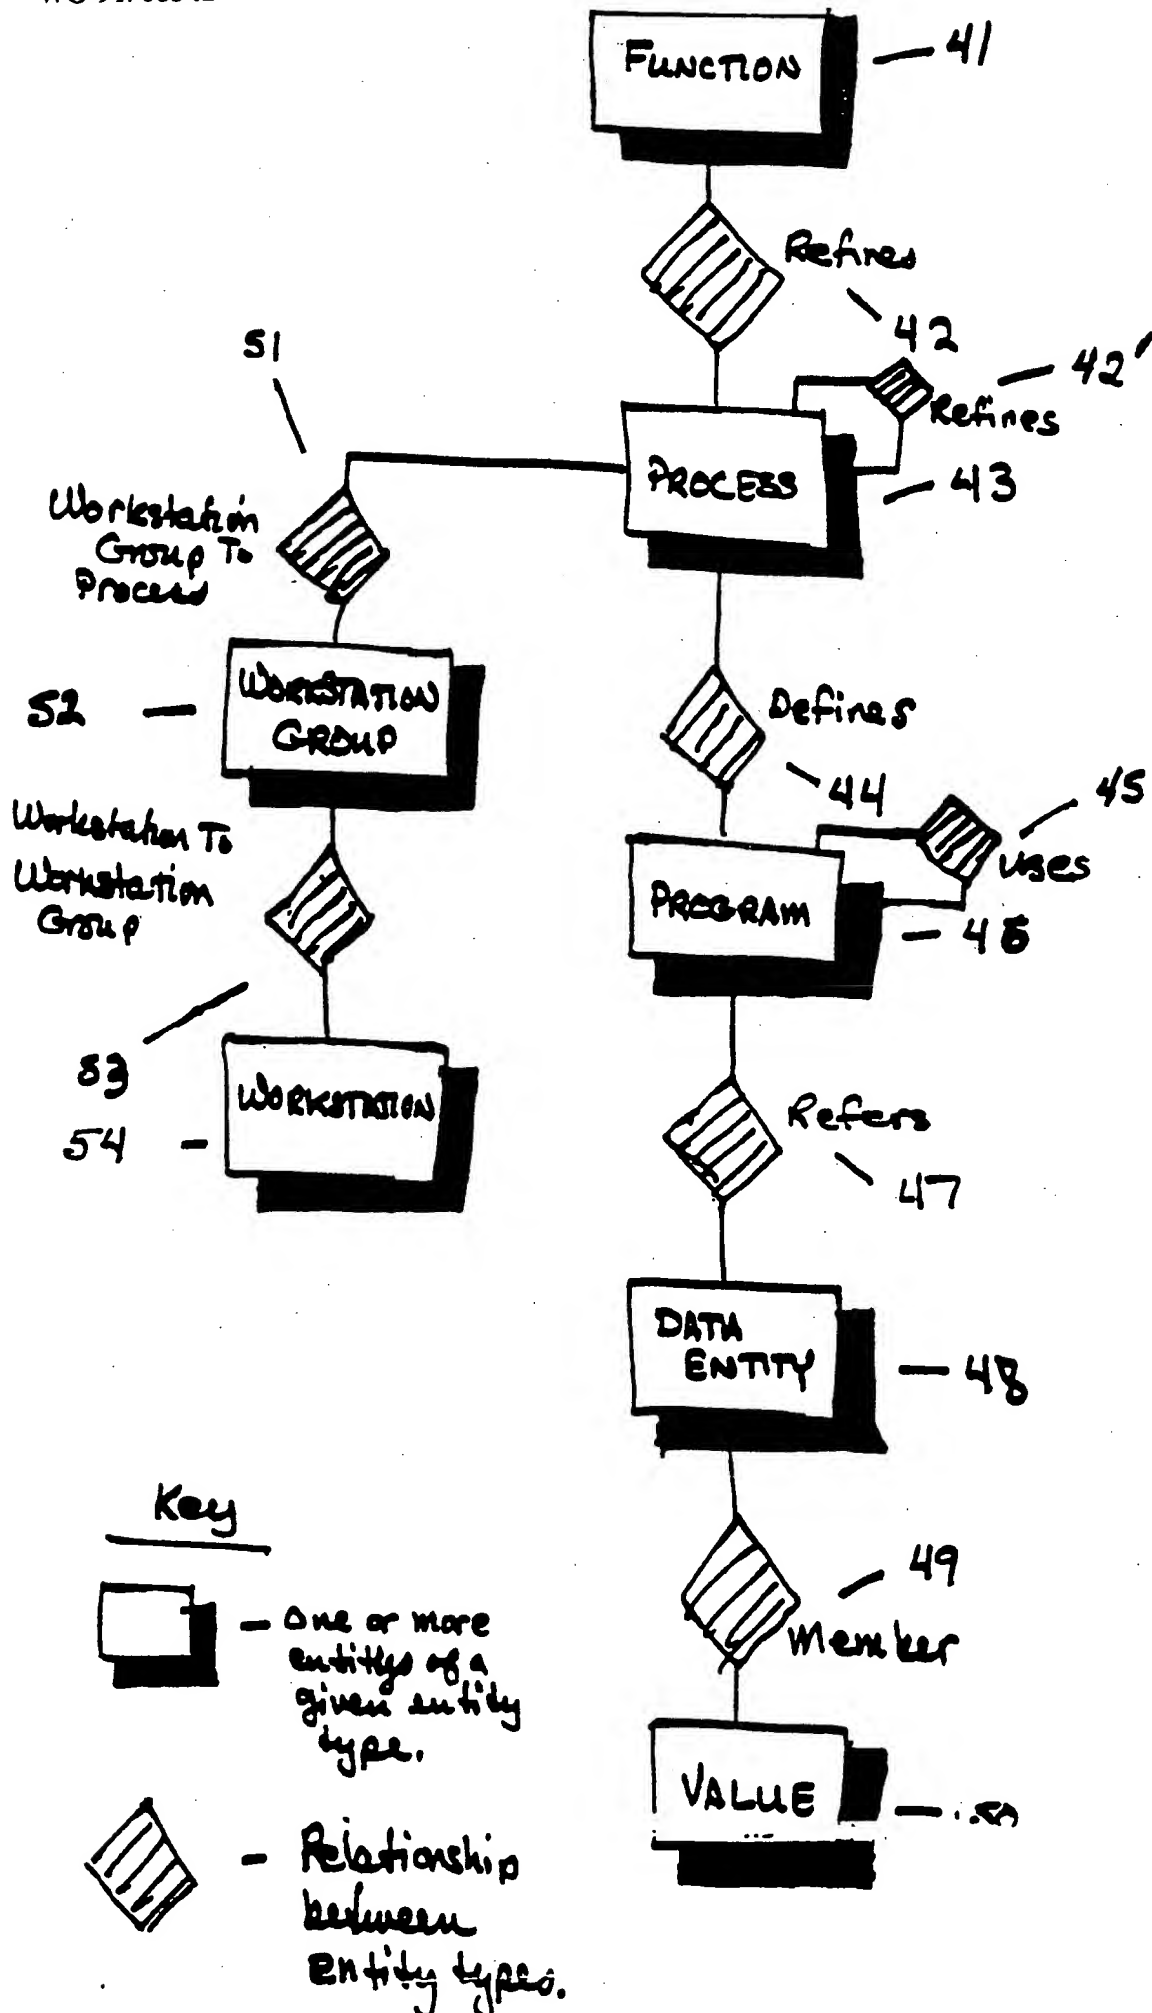 FUNCTION
41
Refines
42
42'
Refines
51
PROCESS
43
Workstation
Group To
Process
WORKSTATION
GROUP
52
Defines
44
45
Uses
Workstation To
Workstation
Group
PROGRAM
46
53
WORKSTATION
54
Refers
47
DATA
ENTITY
48
49
Member
VALUE
Key
One or more
entitys of a
given entity
type.
Relationship
between
entity types.